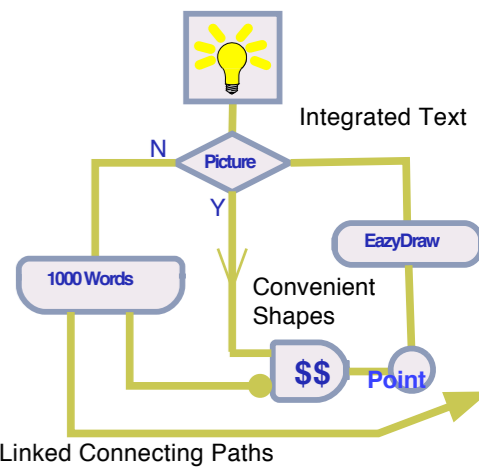 Integrated Text
N
Picture
Y
EazyDraw
1000 Words
Convenient
Shapes
$$
Point
Linked Connecting Paths